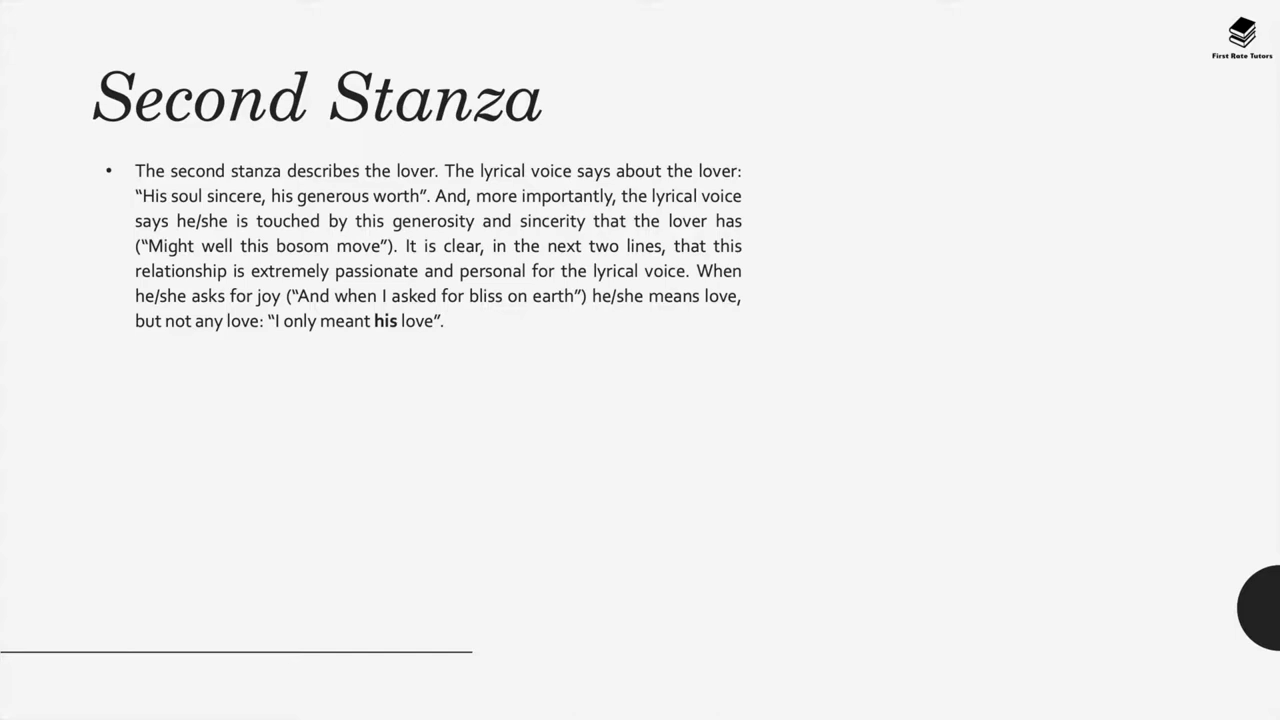 First Rate Tutors
Second Stanza
• The second stanza describes the lover. The lyrical voice says about the lover:
“His soul sincere, his generous worth”. And, more importantly, the lyrical voice
says he/she is touched by this generosity and sincerity that the lover has
(“Might well this bosom move”). It is clear, in the next two lines, that this
relationship is extremely passionate and personal for the lyrical voice. When
he/she asks for joy (“And when I asked for bliss on earth”) he/she means love,
but not any love: “I only meant his love”.